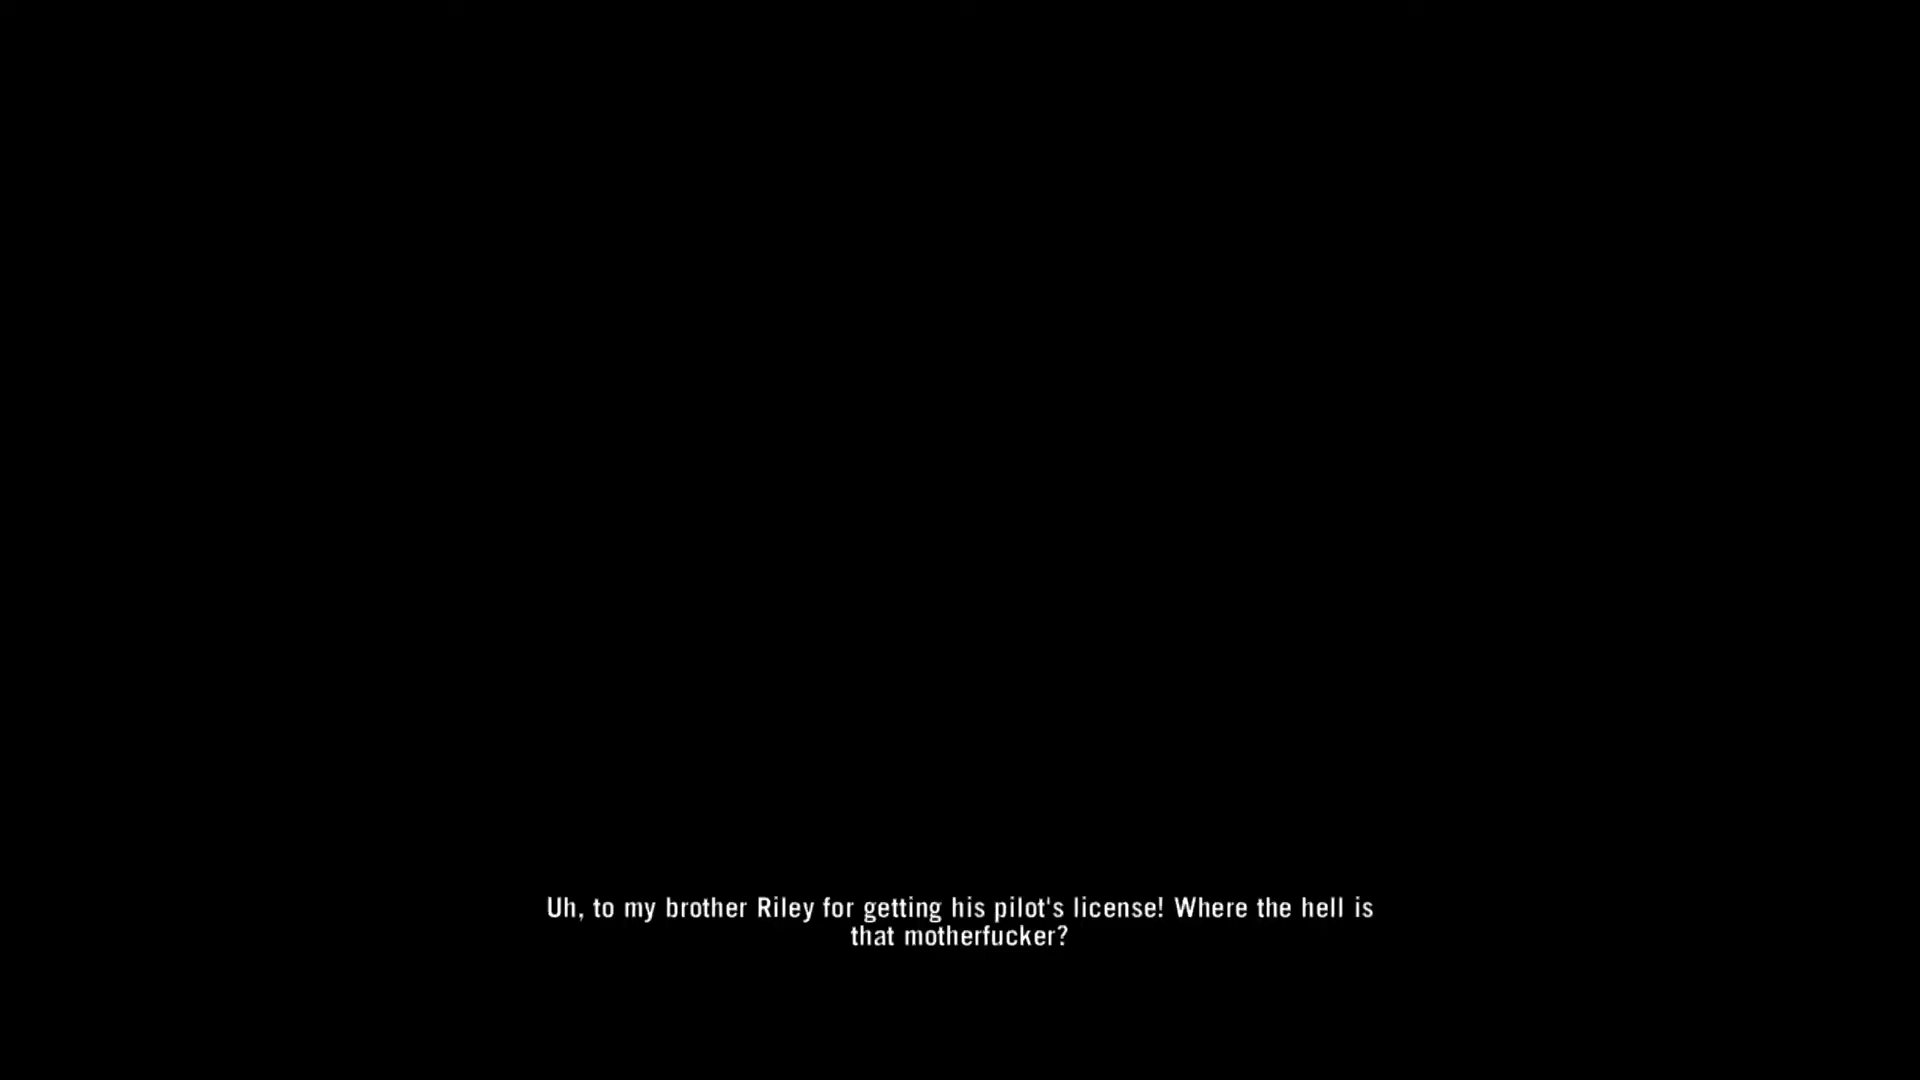 Uh, to my brother Riley for getting his pilot's license! Where the hell is
that motherfucker?